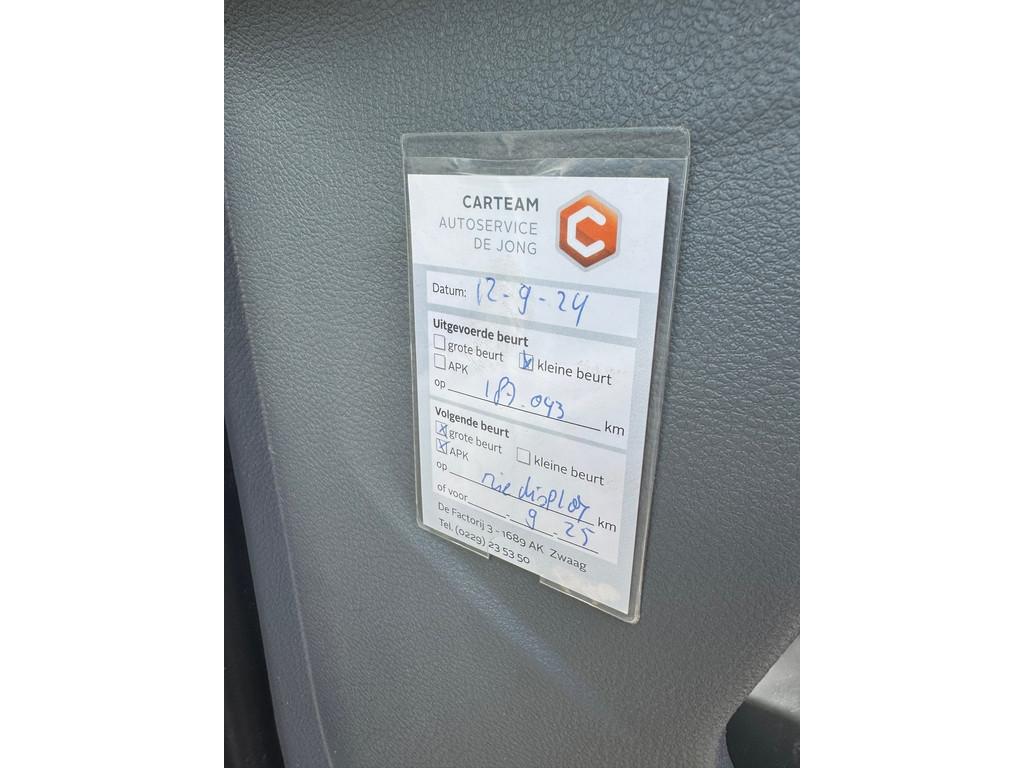 CARTEAM
AUTOSERVICE
DE JONG
C
Datum: 12-9-24
Uitgevoerde beurt
grote beurt kleine beurt
APK
op 187.043 km
Volgende beurt
grote beurt kleine beurt
APK
op zie display km
of voor - 9 - 25
De Factorij 3 - 1689 AK Zwaag
Tel. (0229) 23 53 50